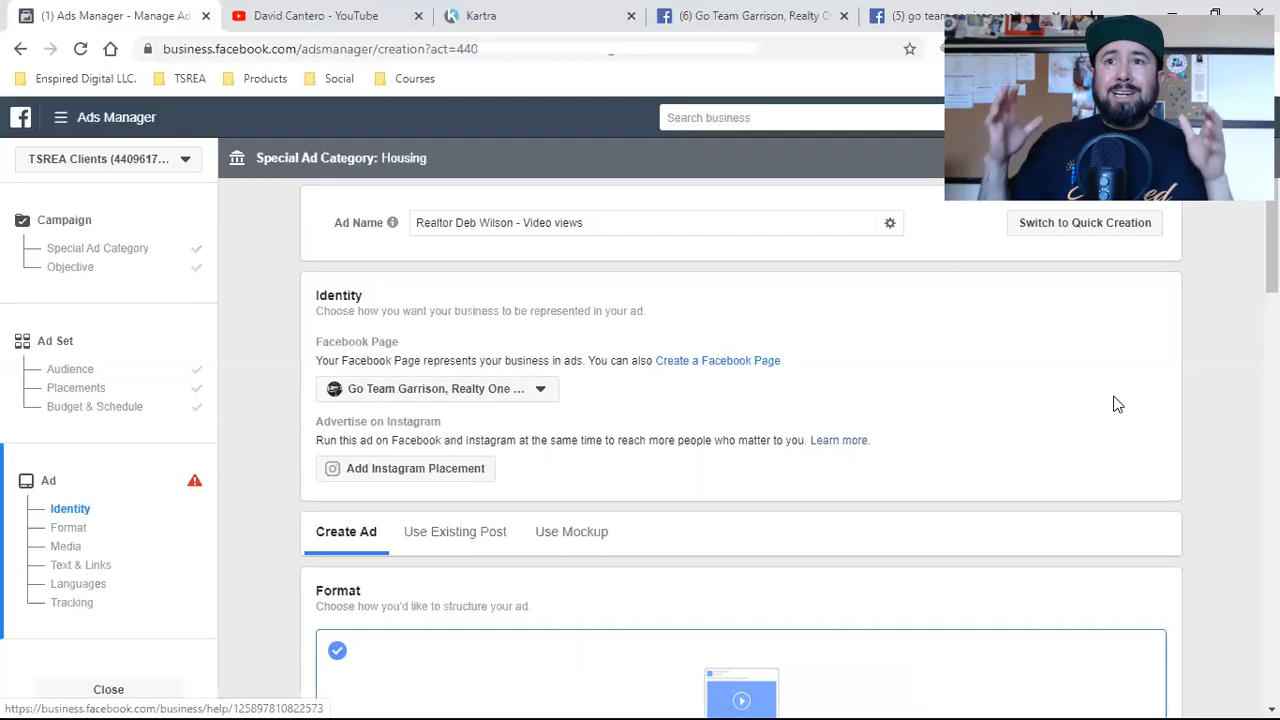 (1) Ads Manager - Manage Ad
David Cantero - YouTube
Kartra
(6) Go Team Garrison, Realty O
(5) go team
business.facebook.com/adsmanager/creation?act=440
Enspired Digital LLC.
TSREA
Products
Social
Courses
Ads Manager
Search business
TSREA Clients (4409617...
Special Ad Category: Housing
Campaign
Special Ad Category
Objective
Ad Set
Audience
Placements
Budget & Schedule
Ad
Identity
Format
Media
Text & Links
Languages
Tracking
Close
Ad Name
Realtor Deb Wilson - Video views
Switch to Quick Creation
Identity
Choose how you want your business to be represented in your ad.
Facebook Page
Your Facebook Page represents your business in ads. You can also Create a Facebook Page
Go Team Garrison, Realty One ...
Advertise on Instagram
Run this ad on Facebook and Instagram at the same time to reach more people who matter to you. Learn more.
Add Instagram Placement
Create Ad
Use Existing Post
Use Mockup
Format
Choose how you'd like to structure your ad.
https://business.facebook.com/business/help/125897810822573